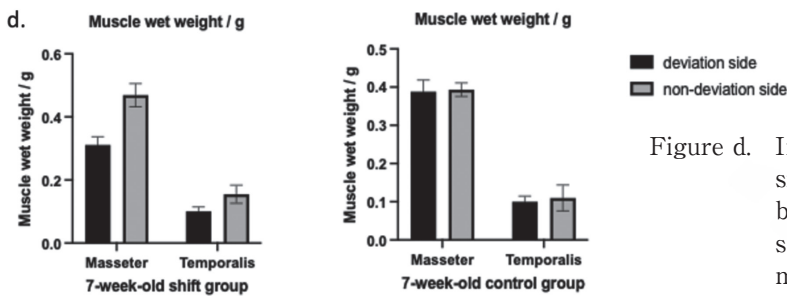 d.
Muscle wet weight / g
Muscle wet weight / g
0.6
0.4
0.2
0.0
Masseter Temporalis
7-week-old shift group
Muscle wet weight / g
Muscle wet weight / g
0.5
0.4
0.3
0.2
0.1
0.0
Masseter Temporalis
7-week-old control group
deviation side
non-deviation side
Figure d.